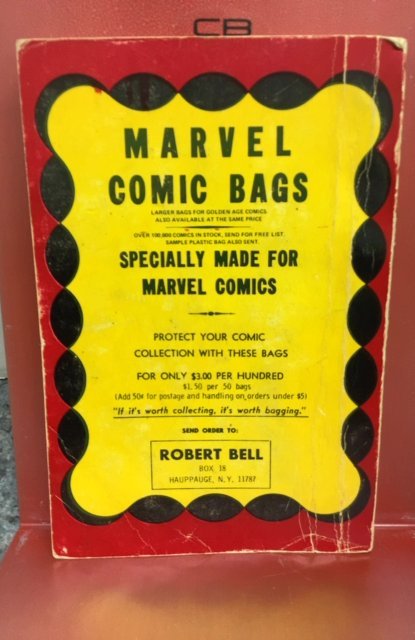 CB
MARVEL
COMIC BAGS
LARGER BAGS FOR GOLDEN AGE COMICS
ALSO AVAILABLE AT THE SAME PRICE
OVER 100,000 COMICS IN STOCK, SEND FOR FREE LIST.
SAMPLE PLASTIC BAG ALSO SENT.
SPECIALLY MADE FOR
MARVEL COMICS
PROTECT YOUR COMIC
COLLECTION WITH THESE BAGS
FOR ONLY $3.00 PER HUNDRED
$1.50 per 50 bags
(Add 50¢ for postage and handling on orders under $5)
"If it's worth collecting, it's worth bagging."
SEND ORDER TO:
ROBERT BELL
BOX 18
HAUPPAUGE, N.Y. 11787